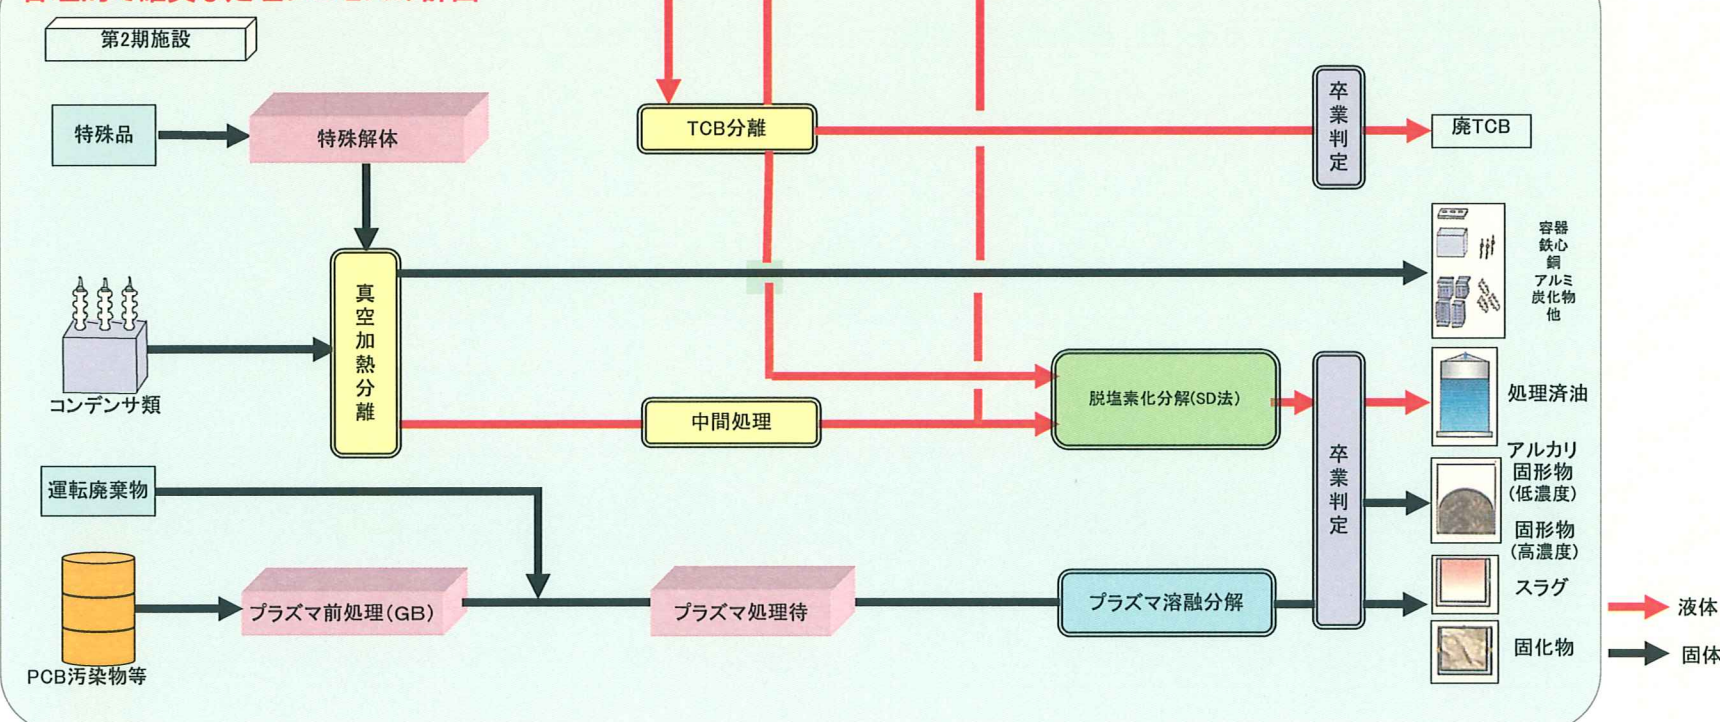 第2期施設
特殊品
特殊解体
TCB分離
卒業判定
廃TCB
真空加熱分離
容器
鉄心
銅
アルミ
炭化物
他
コンデンサ類
中間処理
脱塩素化分解(SD法)
卒業判定
処理済油
アルカリ
固形物
(低濃度)
固形物
(高濃度)
運転廃棄物
PCB汚染物等
プラズマ前処理(GB)
プラズマ処理待
プラズマ溶融分解
スラグ
固化物
液体
固体